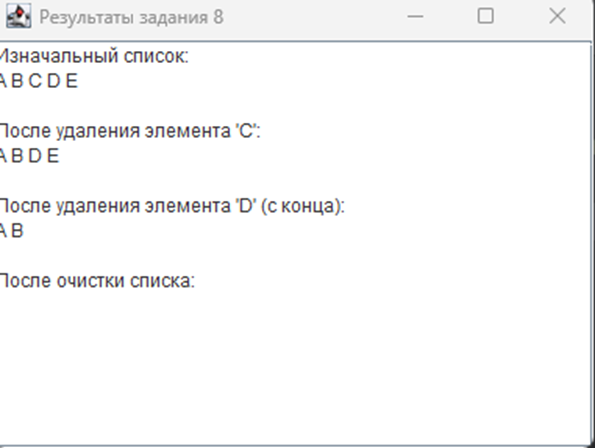 Результаты задания 8
Изначальный список:
A B C D E
После удаления элемента 'C':
A B D E
После удаления элемента 'D' (с конца):
A B
После очистки списка: